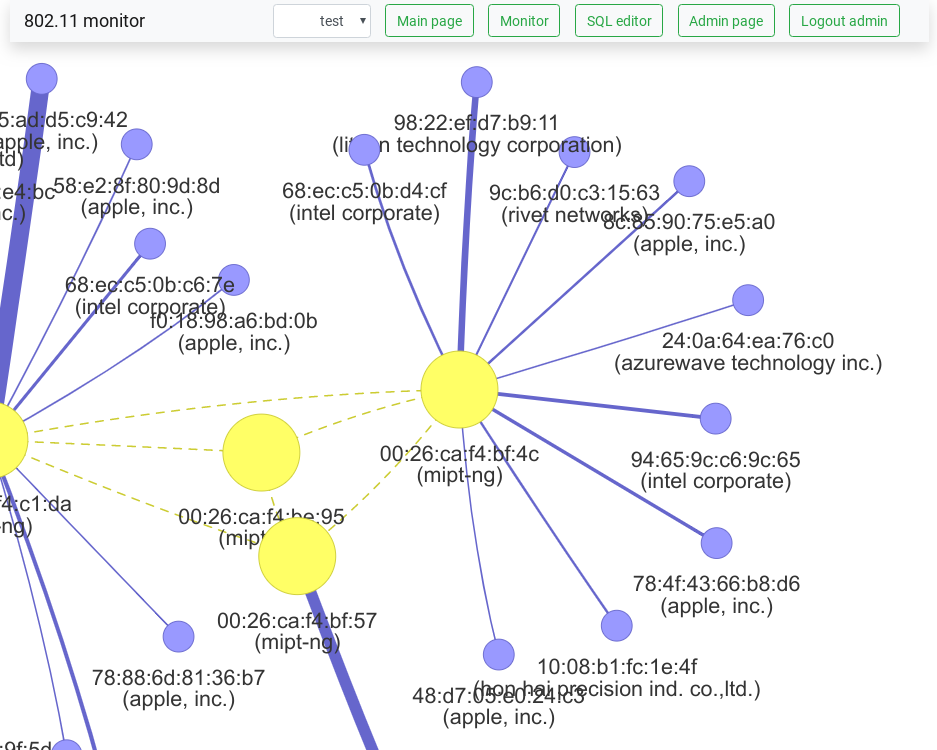 802.11 monitor
test
Main page
Monitor
SQL editor
Admin page
Logout admin
5:ad:d5:c9:42
apple, inc.)
td)
58:e2:8f:80:9d:8d
(apple, inc.)
:e4:bc
nc.)
98:22:ef:d7:b9:11
technology corporation)
68:ec:c5:0b:d4:cf
(intel corporate)
9c:b6:d0:c3:15:63
(rivet networks)
8c:85:90:75:e5:a0
(apple, inc.)
68:ec:c5:0b:c6:7e
(intel corporate)
f0:18:98:a6:bd:0b
(apple, inc.)
24:0a:64:ea:76:c0
(azurewave technology inc.)
00:26:ca:f4:bf:4c
(mipt-ng)
94:65:9c:c6:9c:65
(intel corporate)
f4:c1:da
-ng)
00:26:ca:f4:be:95
(mipt
78:4f:43:66:b8:d6
(apple, inc.)
00:26:ca:f4:bf:57
(mipt-ng)
78:88:6d:81:36:b7
(apple, inc.)
10:08:b1:fc:1e:4f
(hon hai precision ind. co.,ltd.)
48:d7:05:e0:24:c3
(apple, inc.)
:9f:5d